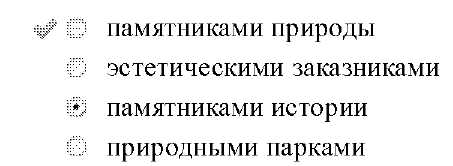 памятниками природы
эстетическими заказниками
памятниками истории
природными парками